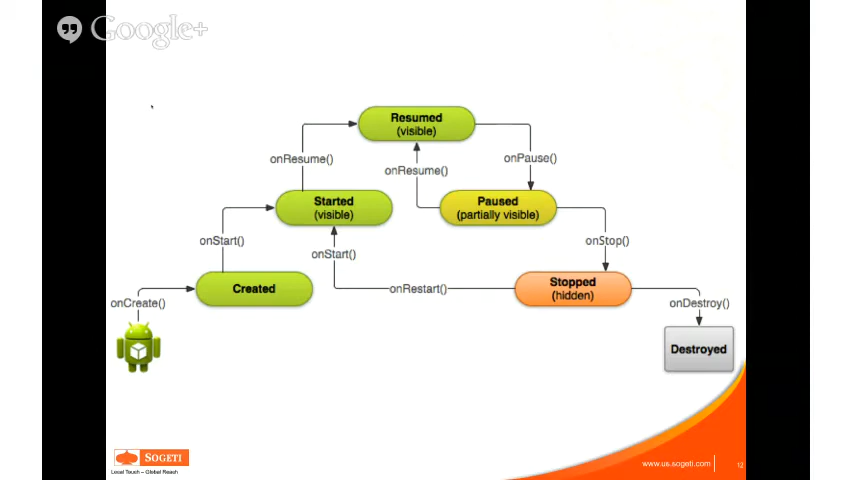 Google+
Resumed
(visible)
onResume()
onResume()
onPause()
Started
(visible)
Paused
(partially visible)
onStart()
onStart()
onStop()
Created
onRestart()
Stopped
(hidden)
onCreate()
onDestroy()
Destroyed
SOGETI
Local Touch – Global Reach
www.us.sogeti.com
12